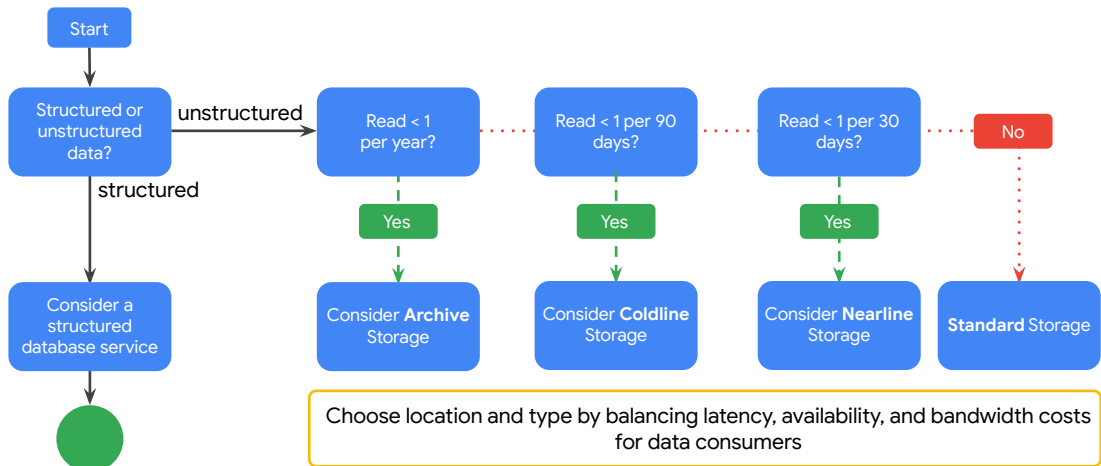 Start
Structured or
unstructured
data?
unstructured
Read < 1
per year?
Read < 1 per 90
days?
Read < 1 per 30
days?
No
structured
Yes
Yes
Yes
Consider a
structured
database service
Consider Archive
Storage
Consider Coldline
Storage
Consider Nearline
Storage
Standard Storage
Choose location and type by balancing latency, availability, and bandwidth costs
for data consumers